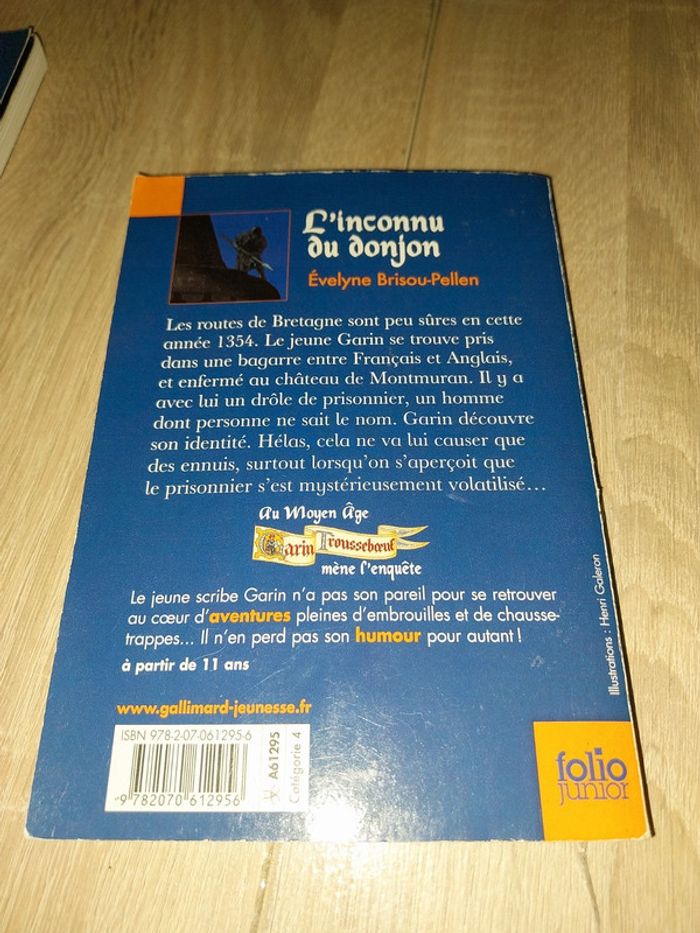 L'inconnu
du donjon
Évelyne Brisou-Pellen
Les routes de Bretagne sont peu sûres en cette
année 1354. Le jeune Garin se trouve pris
dans une bagarre entre Français et Anglais,
et enfermé au château de Montmuran. Il y a
avec lui un drôle de prisonnier, un homme
dont personne ne sait le nom. Garin découvre
son identité. Hélas, cela ne va lui causer que
des ennuis, surtout lorsqu'on s'aperçoit que
le prisonnier s'est mystérieusement volatilisé...
Au Moyen Âge
Garin Trousseboeuf
mène l'enquête
Le jeune scribe Garin n'a pas son pareil pour se retrouver
au cœur d'aventures pleines d'embrouilles et de chausse-
trappes... Il n'en perd pas son humour pour autant !
à partir de 11 ans
www.gallimard-jeunesse.fr
ISBN 978-2-07-061295-6
9 782070 612956
A61295
Catégorie 4
Illustrations : Henri Galeron
folio
junior